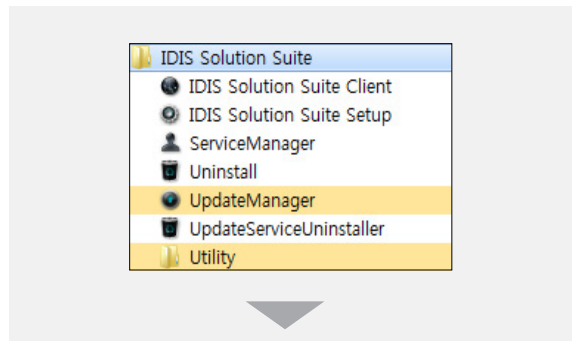 IDIS Solution Suite
IDIS Solution Suite Client
IDIS Solution Suite Setup
ServiceManager
Uninstall
UpdateManager
UpdateServiceUninstaller
Utility